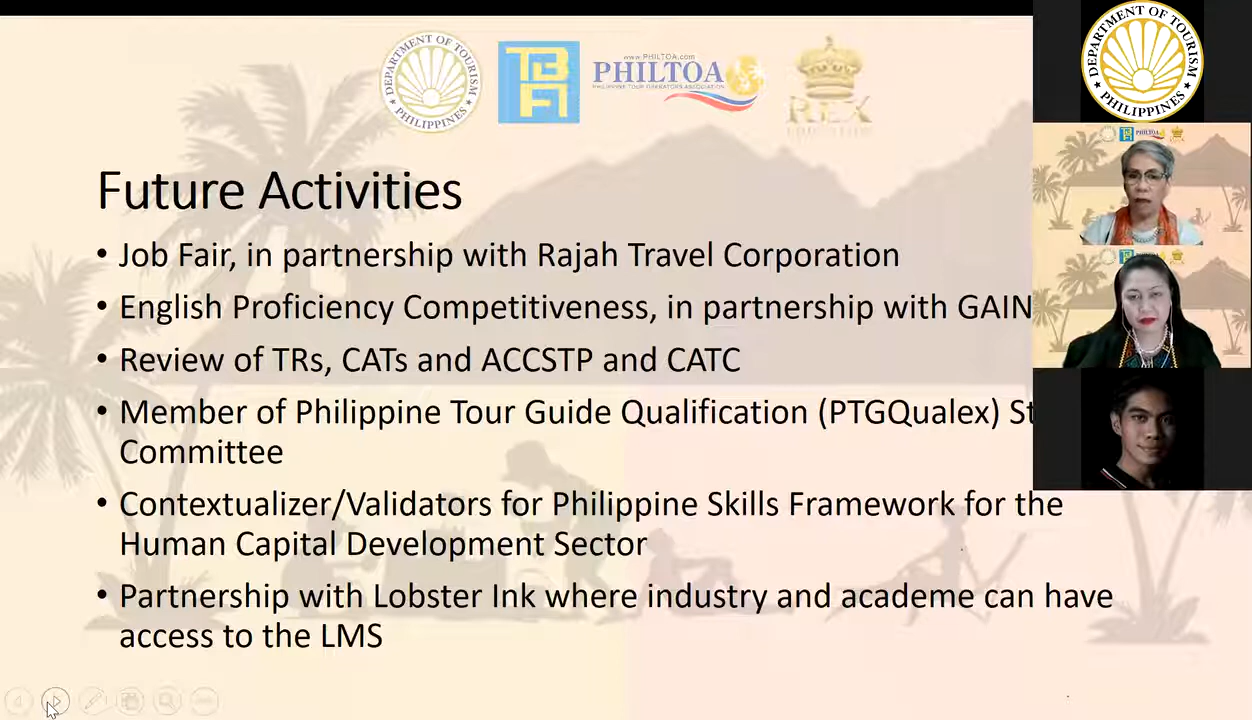 DEPARTMENT OF TOURISM
PHILIPPINES
TBFI
www.PHILTOA.com
PHILTOA
PHILIPPINE TOUR OPERATORS ASSOCIATION
REX
DEPARTMENT OF TOURISM
PHILIPPINES
PHILTOA
Future Activities
• Job Fair, in partnership with Rajah Travel Corporation
• English Proficiency Competitiveness, in partnership with GAIN
• Review of TRs, CATs and ACCSTP and CATC
• Member of Philippine Tour Guide Qualification (PTGQualex) St
Committee
• Contextualizer/Validators for Philippine Skills Framework for the
Human Capital Development Sector
• Partnership with Lobster Ink where industry and academe can have
access to the LMS